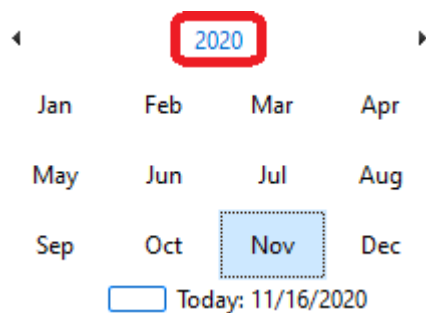 2020
Jan Feb Mar Apr
May Jun Jul Aug
Sep Oct Nov Dec
Today: 11/16/2020